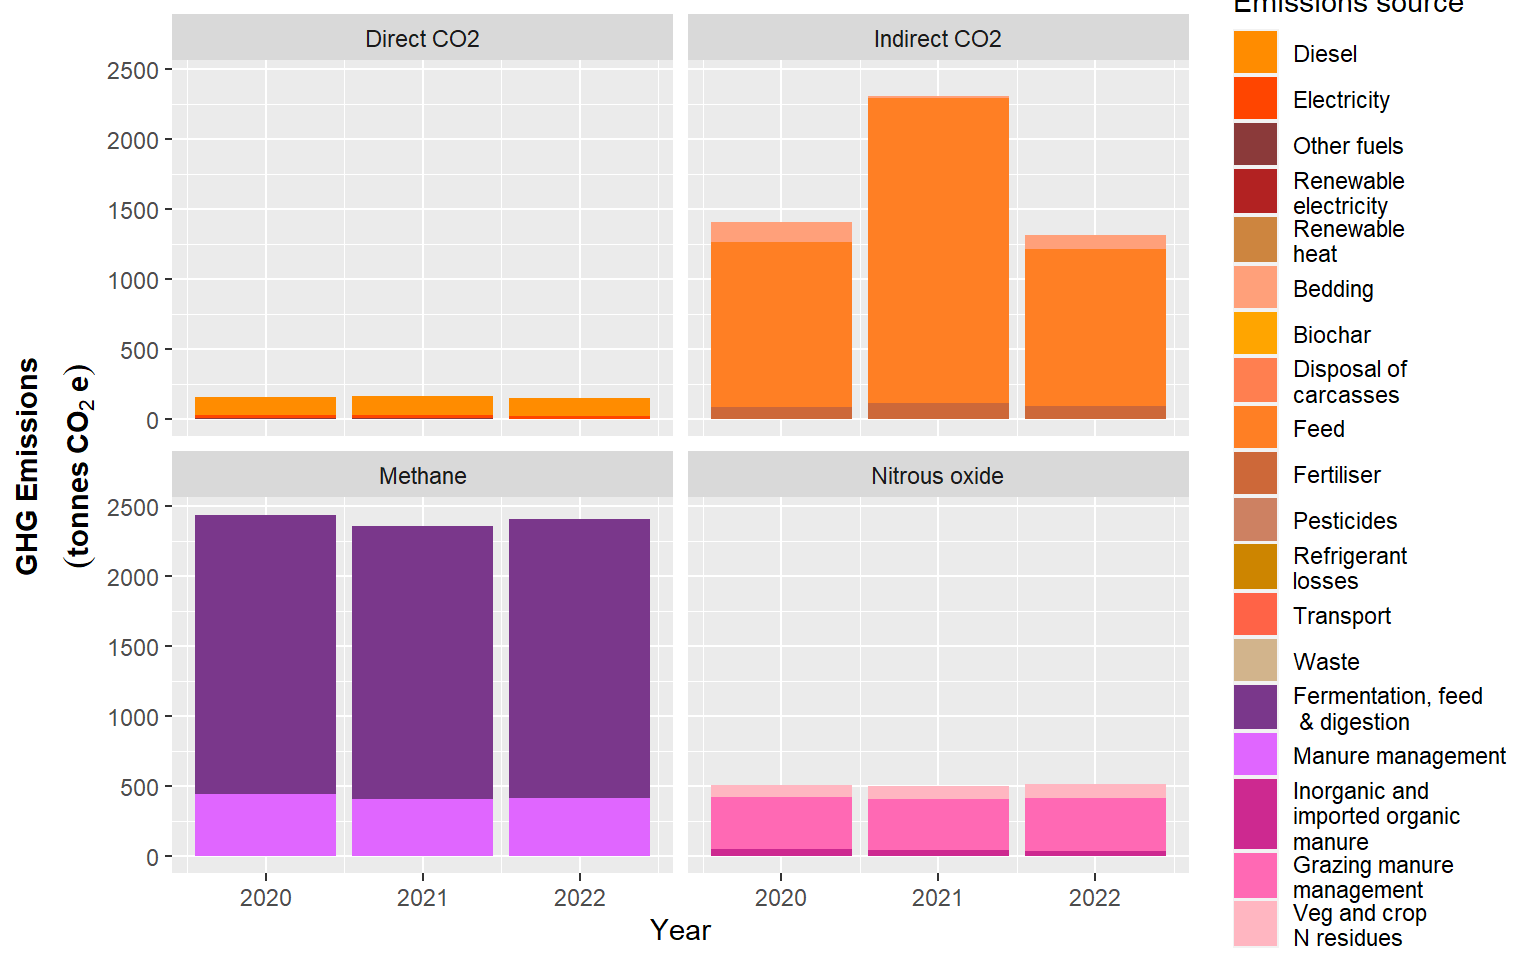 Direct CO2
Indirect CO2
2500
2000
1500
1000
500
0
Methane
Nitrous oxide
2500
2000
1500
1000
500
0
2020
2021
2022
2020
2021
2022
Year
GHG Emissions
(tonnes CO₂ e)
Emissions source
Diesel
Electricity
Other fuels
Renewable
electricity
Renewable
heat
Bedding
Biochar
Disposal of
carcasses
Feed
Fertiliser
Pesticides
Refrigerant
losses
Transport
Waste
Fermentation, feed
& digestion
Manure management
Inorganic and
imported organic
manure
Grazing manure
management
Veg and crop
N residues